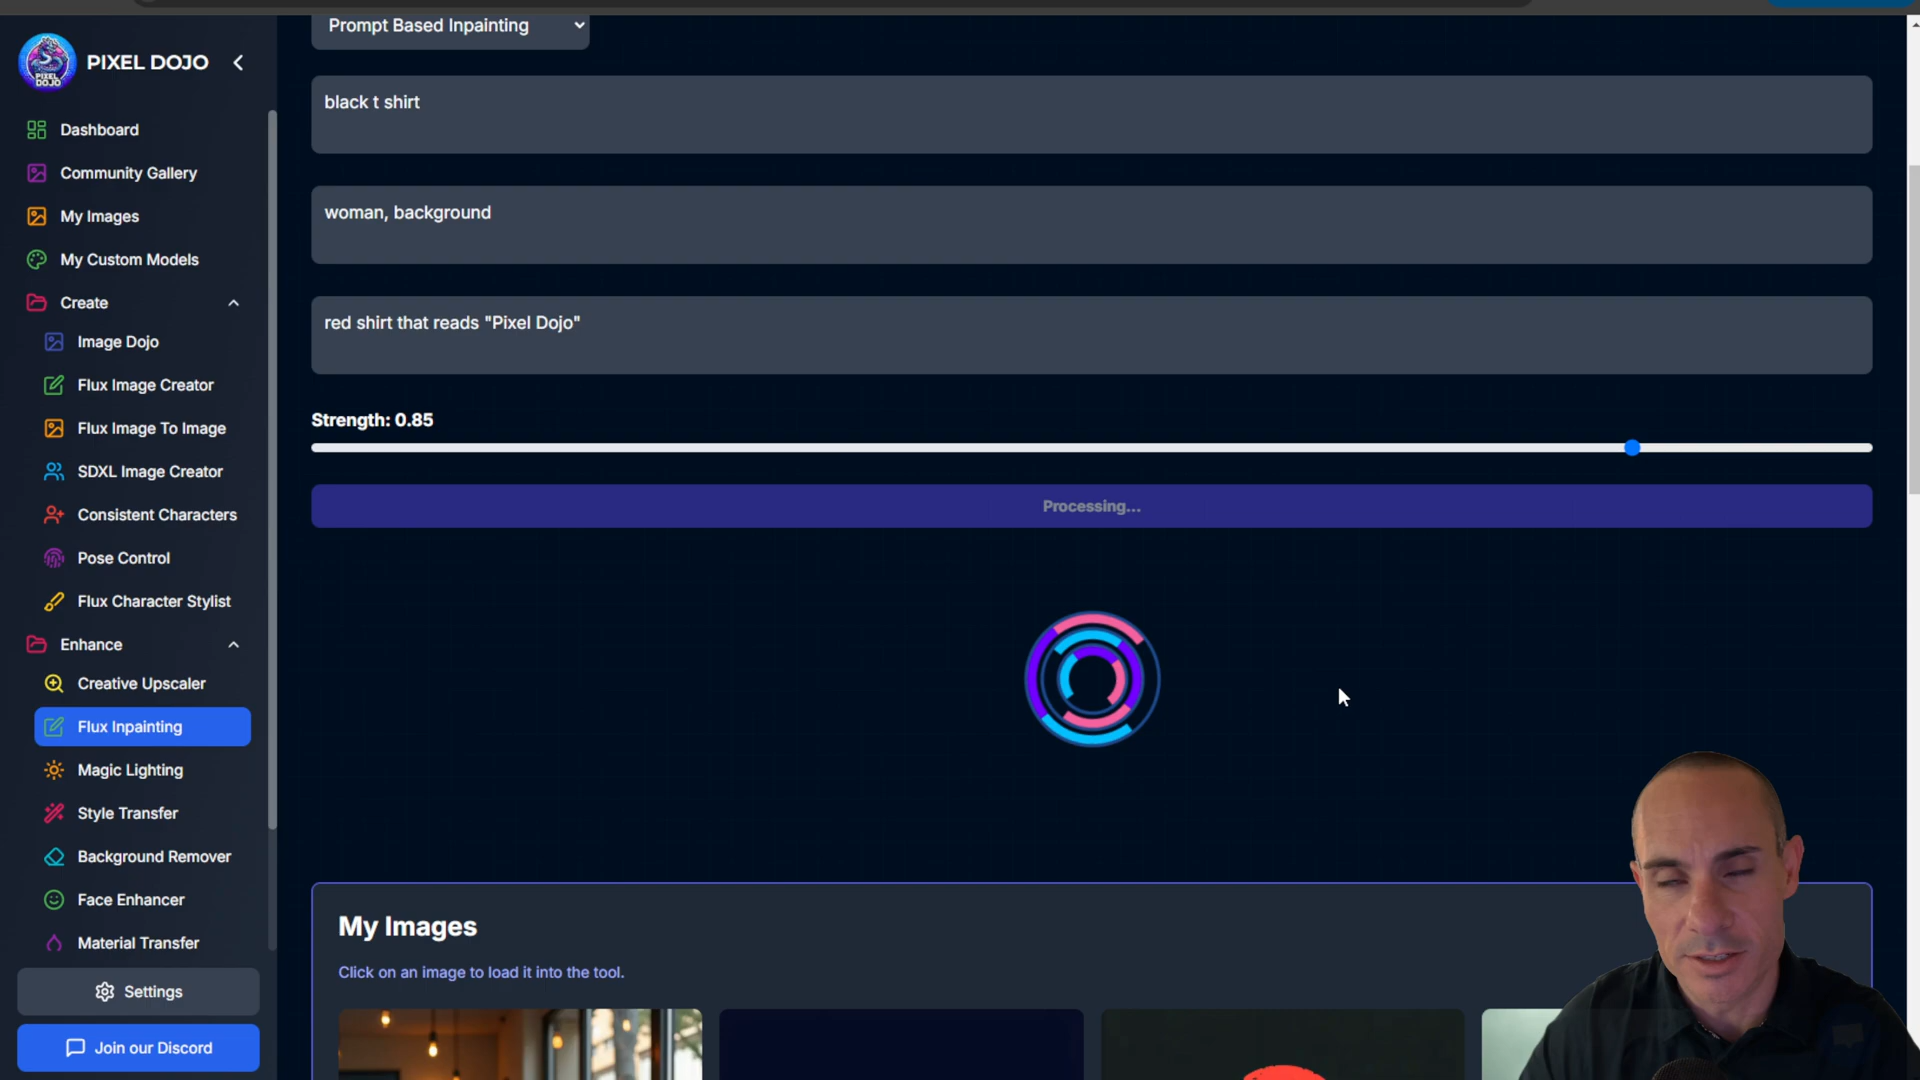 PIXEL DOJO
PIXEL
DOJO
Dashboard
Community Gallery
My Images
My Custom Models
Create
Image Dojo
Flux Image Creator
Flux Image To Image
SDXL Image Creator
Consistent Characters
Pose Control
Flux Character Stylist
Enhance
Creative Upscaler
Flux Inpainting
Magic Lighting
Style Transfer
Background Remover
Face Enhancer
Material Transfer
Settings
Join our Discord
Prompt Based Inpainting
black t shirt
woman, background
red shirt that reads "Pixel Dojo"
Strength: 0.85
Processing...
My Images
Click on an image to load it into the tool.